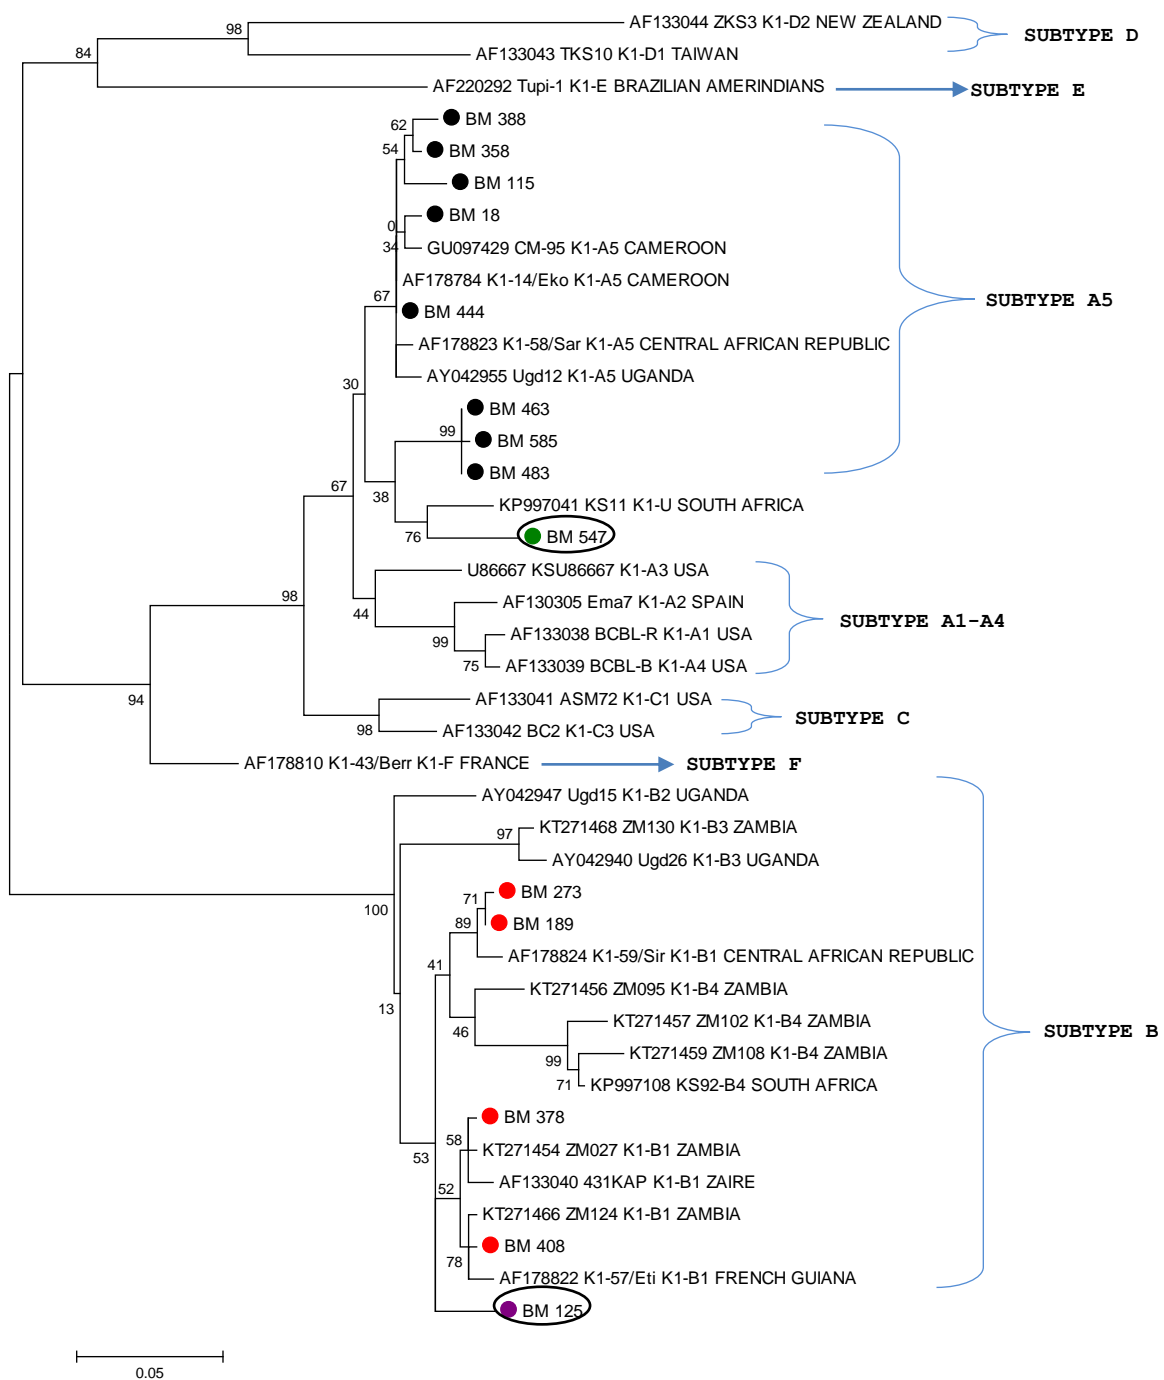 AF133044 ZKS3 K1-D2 NEW ZEALAND
98
SUBTYPE D
84
AF133043 TKS10 K1-D1 TAIWAN
AF220292 Tupi-1 K1-E BRAZILIAN AMERINDIANS
SUBTYPE E
BM 388
62
54
BM 358
BM 115
BM 18
0
34
GU097429 CM-95 K1-A5 CAMEROON
AF178784 K1-14/Eko K1-A5 CAMEROON
67
SUBTYPE A5
BM 444
AF178823 K1-58/Sar K1-A5 CENTRAL AFRICAN REPUBLIC
AY042955 Ugd12 K1-A5 UGANDA
30
BM 463
99
BM 585
BM 483
67
38
KP997041 KS11 K1-U SOUTH AFRICA
76
BM 547
U86667 KSU86667 K1-A3 USA
98
AF130305 Ema7 K1-A2 SPAIN
44
SUBTYPE A1-A4
AF133038 BCBL-R K1-A1 USA
99
AF133039 BCBL-B K1-A4 USA
75
94
AF133041 ASM72 K1-C1 USA
SUBTYPE C
98
AF133042 BC2 K1-C3 USA
AF178810 K1-43/Berr K1-F FRANCE
SUBTYPE F
AY042947 Ugd15 K1-B2 UGANDA
KT271468 ZM130 K1-B3 ZAMBIA
97
AY042940 Ugd26 K1-B3 UGANDA
BM 273
71
100
89
BM 189
AF178824 K1-59/Sir K1-B1 CENTRAL AFRICAN REPUBLIC
41
KT271456 ZM095 K1-B4 ZAMBIA
13
KT271457 ZM102 K1-B4 ZAMBIA
46
SUBTYPE B
KT271459 ZM108 K1-B4 ZAMBIA
99
KP997108 KS92-B4 SOUTH AFRICA
71
BM 378
58
KT271454 ZM027 K1-B1 ZAMBIA
53
AF133040 431KAP K1-B1 ZAIRE
52
KT271466 ZM124 K1-B1 ZAMBIA
BM 408
78
AF178822 K1-57/Eti K1-B1 FRENCH GUIANA
BM 125
0.05